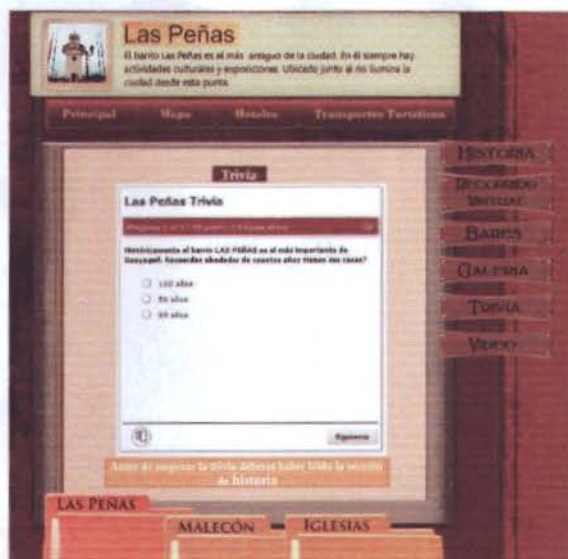 Las Peñas
El barrio Las Peñas es el más antiguo de la ciudad. En él siempre hay
actividades culturales y exposiciones. Ubicado junto al río ilumina la
ciudad desde esta punta.
Principal Mapa Hoteles Transportes Turísticos
HISTORIA
RECORRIDO
VIRTUAL
BARES
GALERIA
TRIVIA
VIDEO
Trivia
Las Peñas Trivia
Históricamente el barrio LAS PEÑAS es el más importante de
Guayaquil. Recuerdas alrededor de cuantos años tienen sus casas?
100 años
50 años
Siguiente
Antes de empezar la trivia deberas haber leido la sección
de historia
LAS PEÑAS
MALECÓN
IGLESIAS